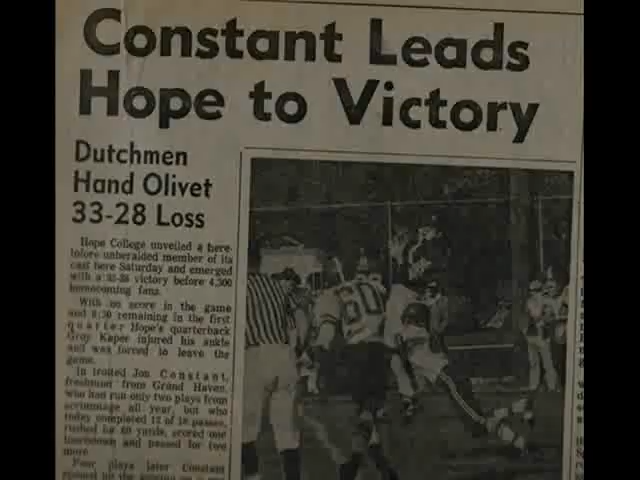 Constant Leads
Hope to Victory
Dutchmen
Hand Olivet
33-28 Loss
Hope College unveiled a here-
tofore unheralded member of its
cast here Saturday and emerged
with a 33-28 victory before 4,300
homecoming fans.
With no score in the game
and 8:30 remaining in the first
quarter Hope's quarterback
Groy Kaper injured his ankle
and was forced to leave the
game.
In trotted Jon Constant,
freshman from Grand Haven,
who had run only two plays from
scrimmage all year, but who
today completed 12 of 18 passes,
rushed for 60 yards, scored one
touchdown and passed for two
more.
Four plays later Constant
60